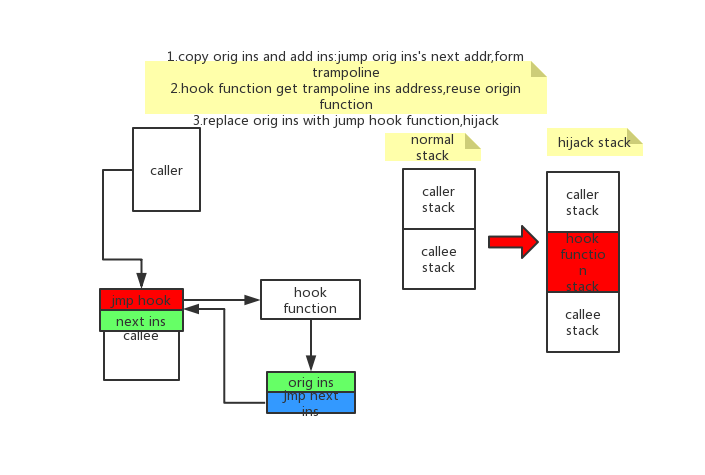 1.copy orig ins and add ins:jump orig ins's next addr,form
trampoline
2.hook function get trampoline ins address,reuse origin
function
3.replace orig ins with jump hook function,hijack
normal
stack
hijack stack
caller
caller
stack
callee
stack
caller
stack
hook
functio
n
stack
callee
stack
jmp hook
next ins
callee
hook
function
orig ins
Jmp next
ins